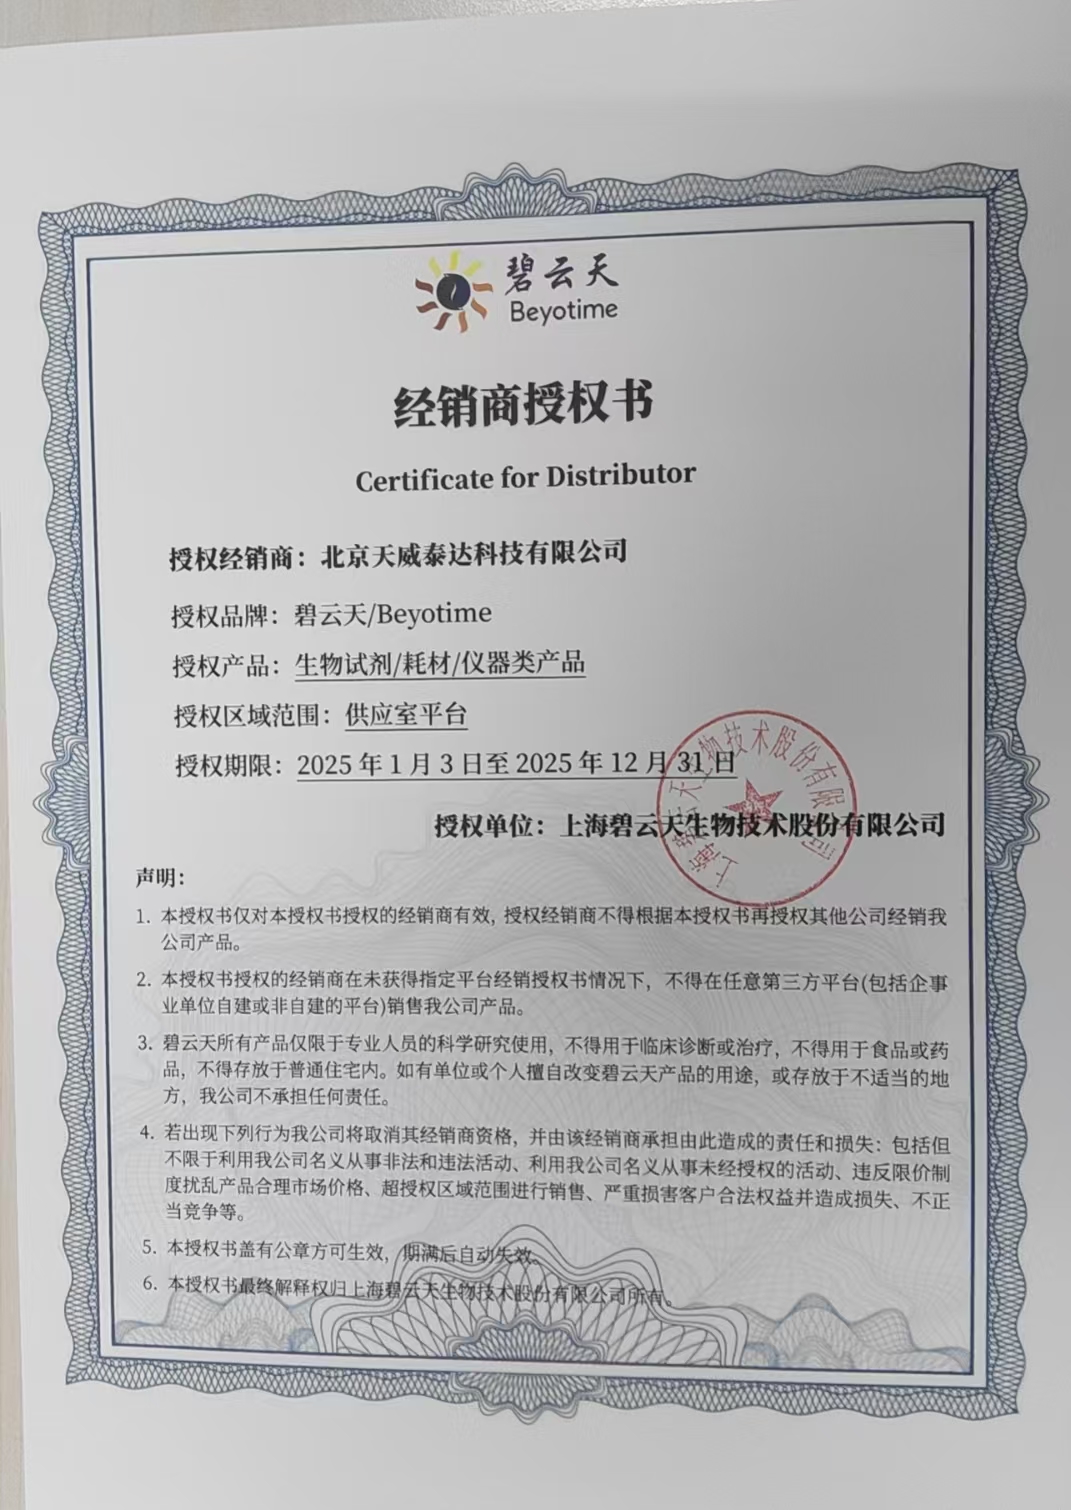 碧云天
Beyotime
经销商授权书
Certificate for Distributor
授权经销商：北京天威泰达科技有限公司
授权品牌：碧云天/Beyotime
授权产品：生物试剂/耗材/仪器类产品
授权区域范围：供应室平台
授权期限：2025 年 1 月 3 日至 2025 年 12 月 31 日
授权单位：上海碧云天生物技术股份有限公司
上海碧云天生物技术股份有限公司
声明：
1. 本授权书仅对本授权书授权的经销商有效，授权经销商不得根据本授权书再授权其他公司经销我
公司产品。
2. 本授权书授权的经销商在未获得指定平台经销授权书情况下，不得在任意第三方平台(包括企事
业单位自建或非自建的平台)销售我公司产品。
3. 碧云天所有产品仅限于专业人员的科学研究使用，不得用于临床诊断或治疗，不得用于食品或药
品，不得存放于普通住宅内。如有单位或个人擅自改变碧云天产品的用途，或存放于不适当的地
方，我公司不承担任何责任。
4. 若出现下列行为我公司将取消其经销商资格，并由该经销商承担由此造成的责任和损失：包括但
不限于利用我公司名义从事非法和违法活动、利用我公司名义从事未经授权的活动、违反限价制
度扰乱产品合理市场价格、超授权区域范围进行销售、严重损害客户合法权益并造成损失、不正
当竞争等。
5. 本授权书盖有公章方可生效，期满后自动失效。
6. 本授权书最终解释权归上海碧云天生物技术股份有限公司所有。